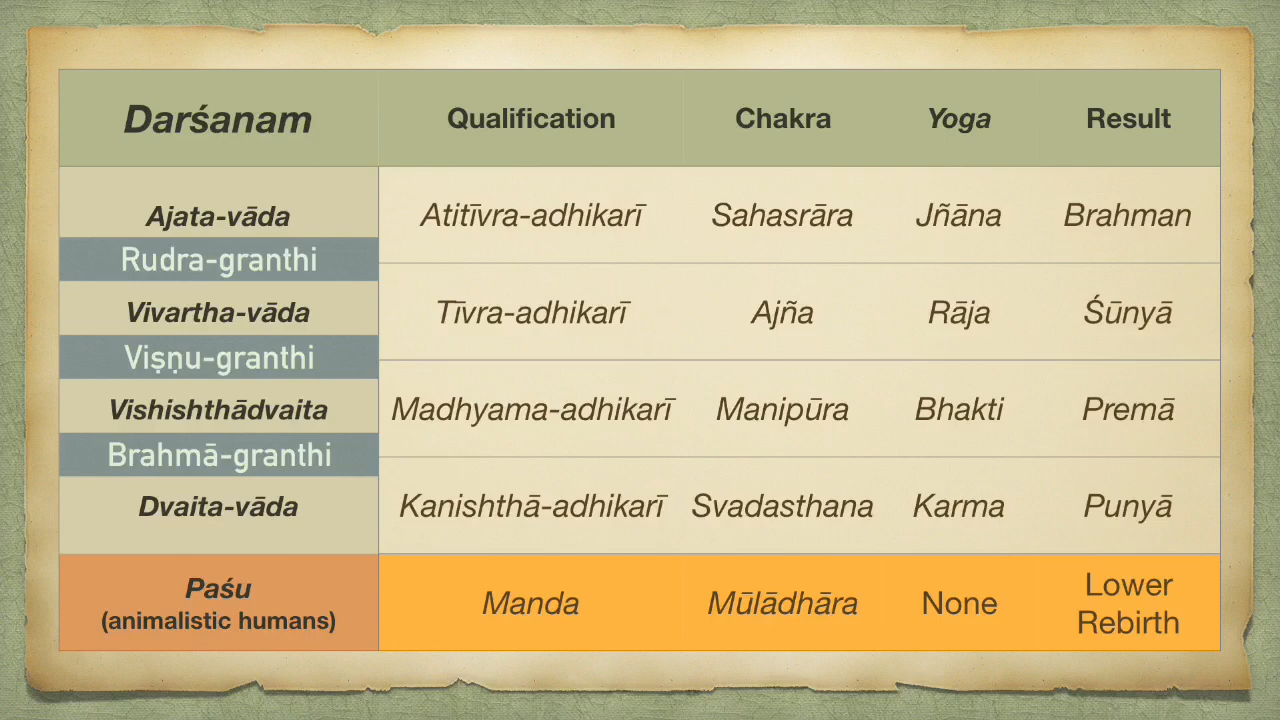 Darśanam Qualification Chakra Yoga Result
Ajata-vāda Atitīvra-adhikarī Sahasrāra Jñāna Brahman
Rudra-granthi
Vivartha-vāda Tīvra-adhikarī Ajña Rāja Śūnyā
Viṣṇu-granthi
Vishishthādvaita Madhyama-adhikarī Manipūra Bhakti Premā
Brahmā-granthi
Dvaita-vāda Kanishthā-adhikarī Svadasthana Karma Punyā
Paśu
(animalistic humans) Manda Mūlādhāra None Lower
Rebirth